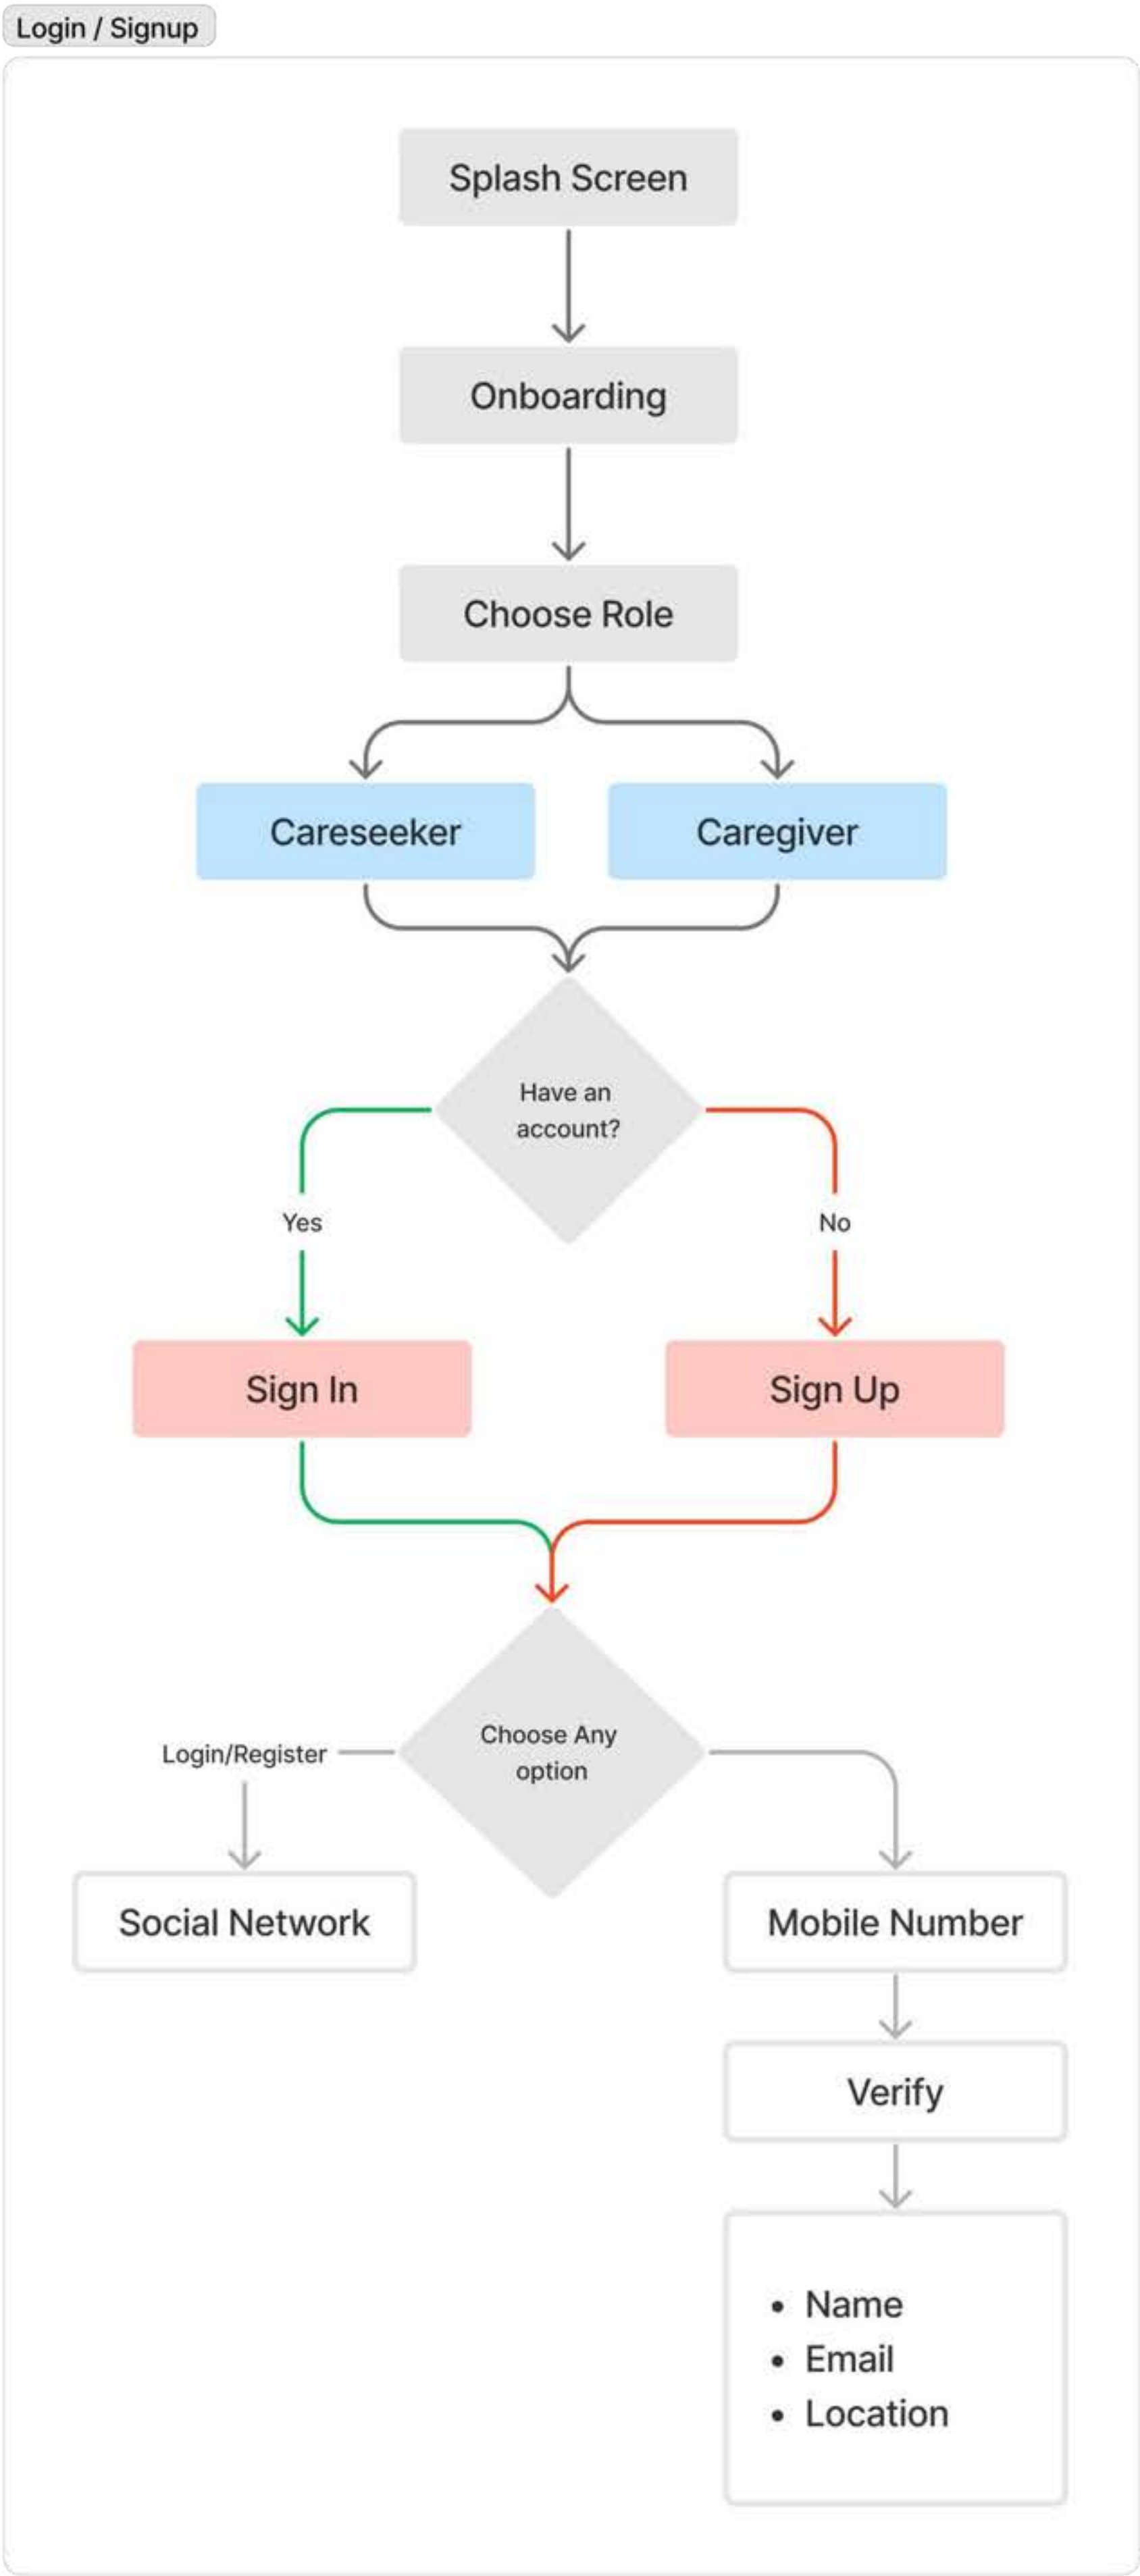 Login / Signup
Splash Screen
Onboarding
Choose Role
Careseeker
Caregiver
Have an
account?
Yes
No
Sign In
Sign Up
Choose Any
option
Login/Register
Social Network
Mobile Number
Verify
• Name
• Email
• Location